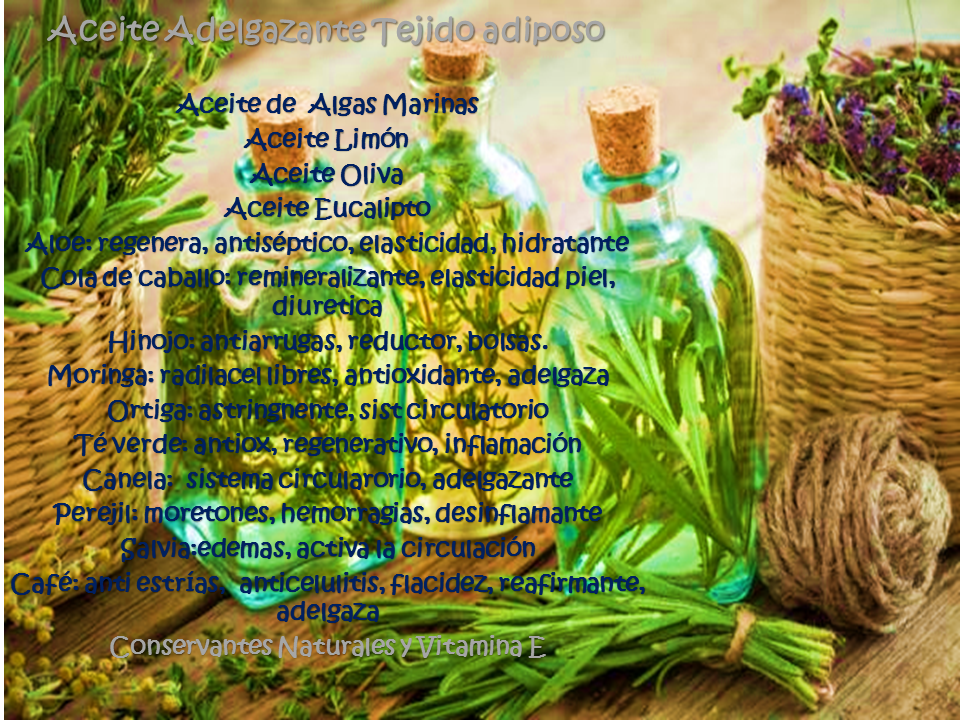 Aceite Adelgazante Tejido adiposo
Aceite de Algas Marinas
Aceite Limón
Aceite Oliva
Aceite Eucalipto
Aloe: regenera, antiséptico, elasticidad, hidratante
Cola de caballo: remineralizante, elasticidad piel,
diuretica
Hinojo: antiarrugas, reductor, bolsas.
Moringa: radilacel libres, antioxidante, adelgaza
Ortiga: astringnente, sist circulatorio
Té verde: antiox, regenerativo, inflamación
Canela: sistema circularorio, adelgazante
Perejil: moretones, hemorragias, desinflamante
Salvia:edemas, activa la circulación
Café: anti estrías, anticelulitis, flacidez, reafirmante,
adelgaza
Conservantes Naturales y Vitamina E